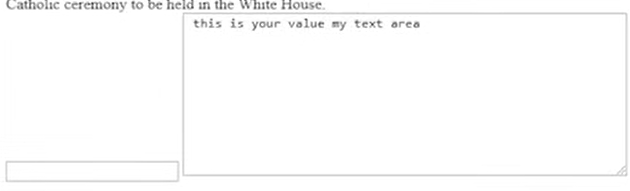 Catholic ceremony to be held in the White House.
this is your value my text area